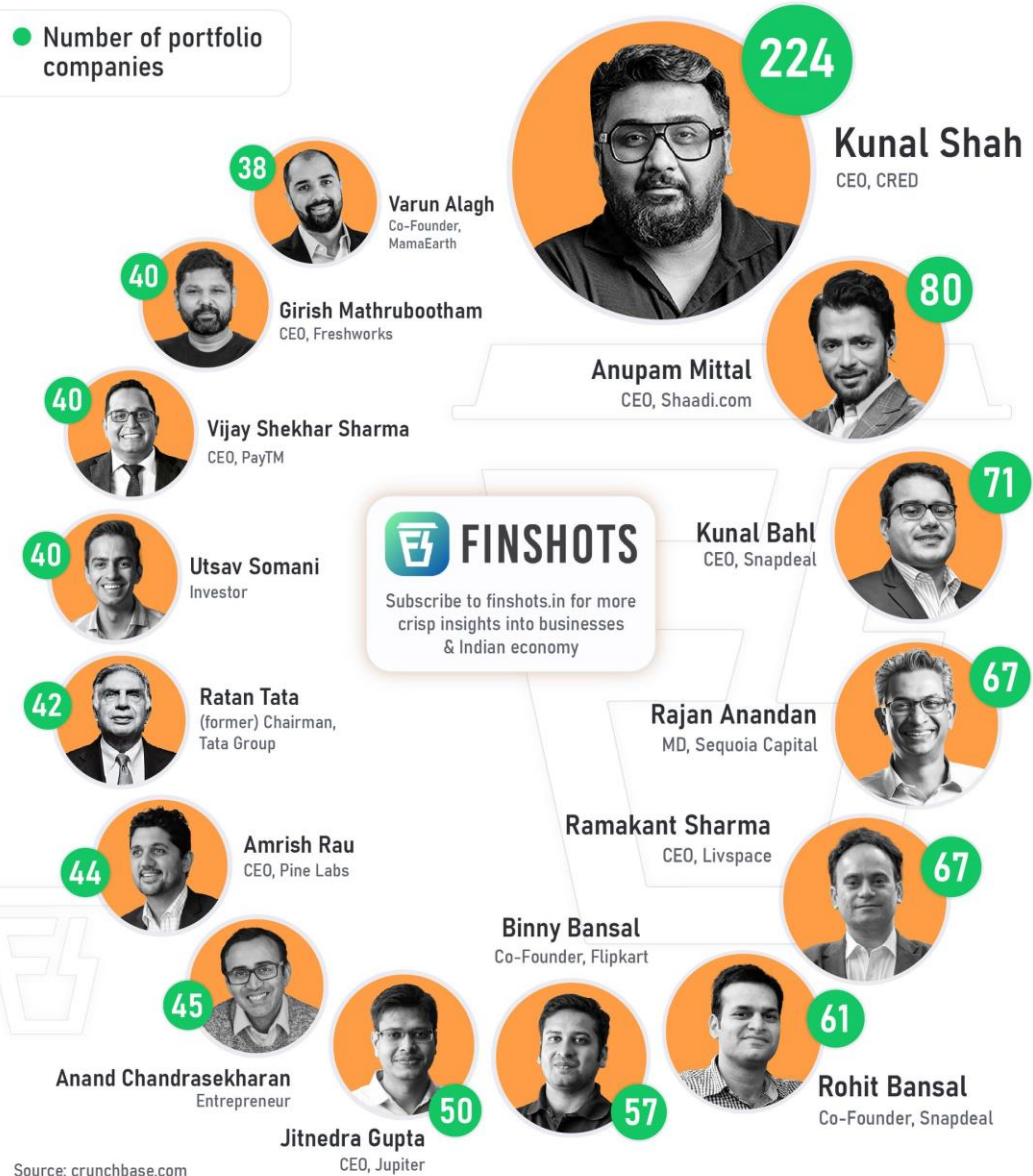 Number of portfolio
companies
224
Kunal Shah
CEO, CRED
80
Anupam Mittal
CEO, Shaadi.com
71
Kunal Bahl
CEO, Snapdeal
67
Rajan Anandan
MD, Sequoia Capital
67
Ramakant Sharma
CEO, Livspace
61
Rohit Bansal
Co-Founder, Snapdeal
57
Binny Bansal
Co-Founder, Flipkart
50
Jitnedra Gupta
CEO, Jupiter
45
Anand Chandrasekharan
Entrepreneur
44
Amrish Rau
CEO, Pine Labs
42
Ratan Tata
(former) Chairman,
Tata Group
40
Utsav Somani
Investor
40
Vijay Shekhar Sharma
CEO, PayTM
40
Girish Mathrubootham
CEO, Freshworks
38
Varun Alagh
Co-Founder,
MamaEarth
FINSHOTS
Subscribe to finshots.in for more
crisp insights into businesses
& Indian economy
Source: crunchbase.com